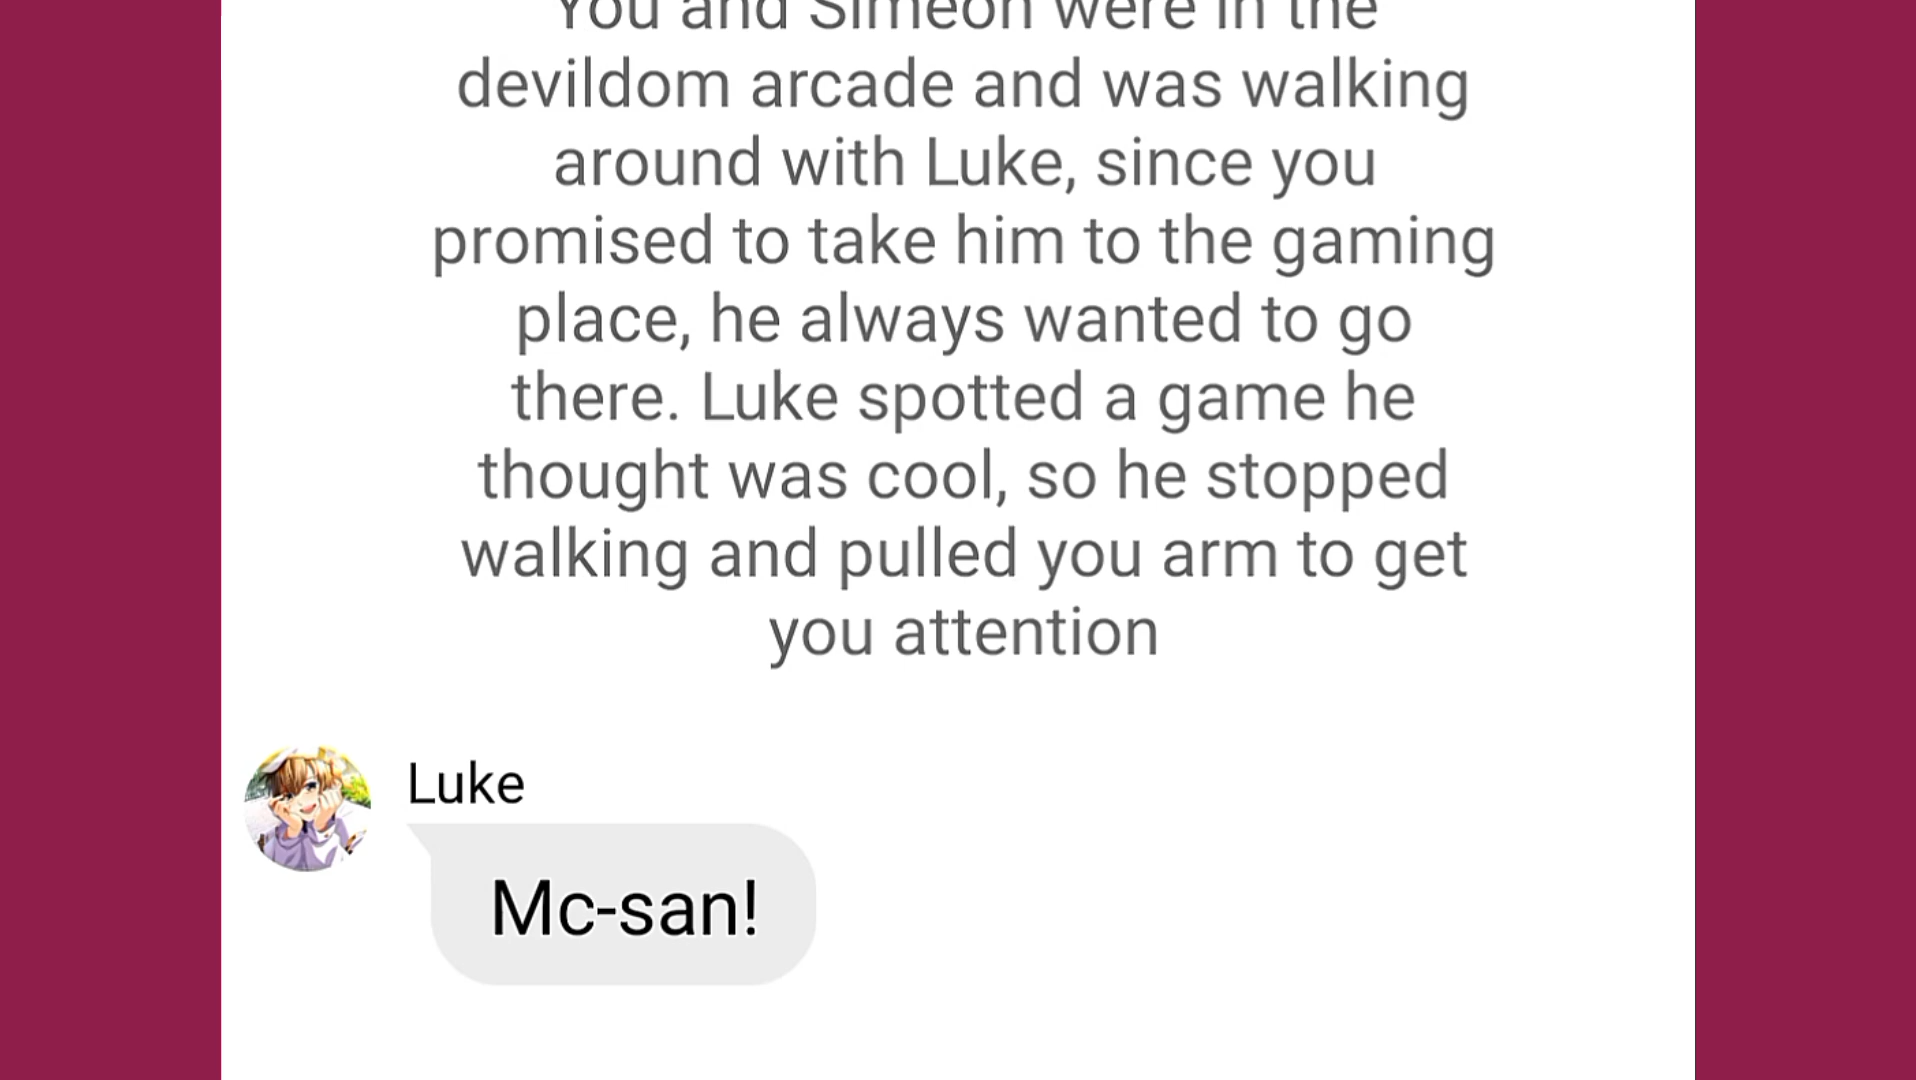 You and Simeon were in the
devildom arcade and was walking
around with Luke, since you
promised to take him to the gaming
place, he always wanted to go
there. Luke spotted a game he
thought was cool, so he stopped
walking and pulled you arm to get
you attention
Luke
Mc-san!